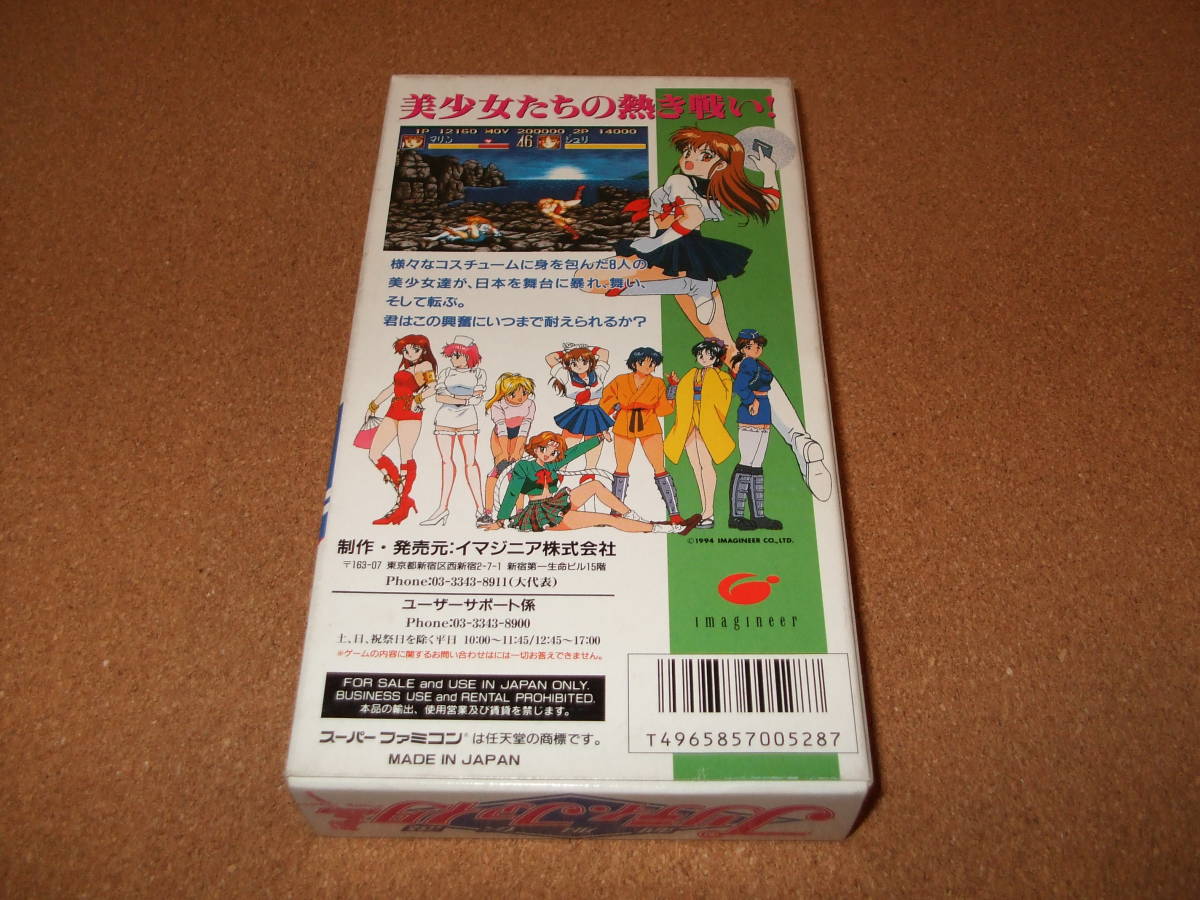 美少女たちの熱き戦い!
1P 12160 MOV 200000 2P 14000
マリン 46 シュリ
様々なコスチュームに身を包んだ8人の
美少女達が、日本を舞台に暴れ、舞い、
そして転ぶ。
君はこの興奮にいつまで耐えられるか?
©1994 IMAGINEER CO.,LTD.
制作・発売元:イマジニア株式会社
〒163-07 東京都新宿区西新宿2-7-1 新宿第一生命ビル15階
Phone:03-3343-8911(大代表)
ユーザーサポート係
Phone:03-3343-8900
土、日、祝祭日を除く平日 10:00~11:45/12:45~17:00
※ゲームの内容に関するお問い合わせはには一切お答えできません。
imagineer
FOR SALE and USE IN JAPAN ONLY.
BUSINESS USE and RENTAL PROHIBITED.
本品の輸出、使用営業及び賃貸を禁じます。
スーパーファミコン®は任天堂の商標です。
MADE IN JAPAN
T4965857005287